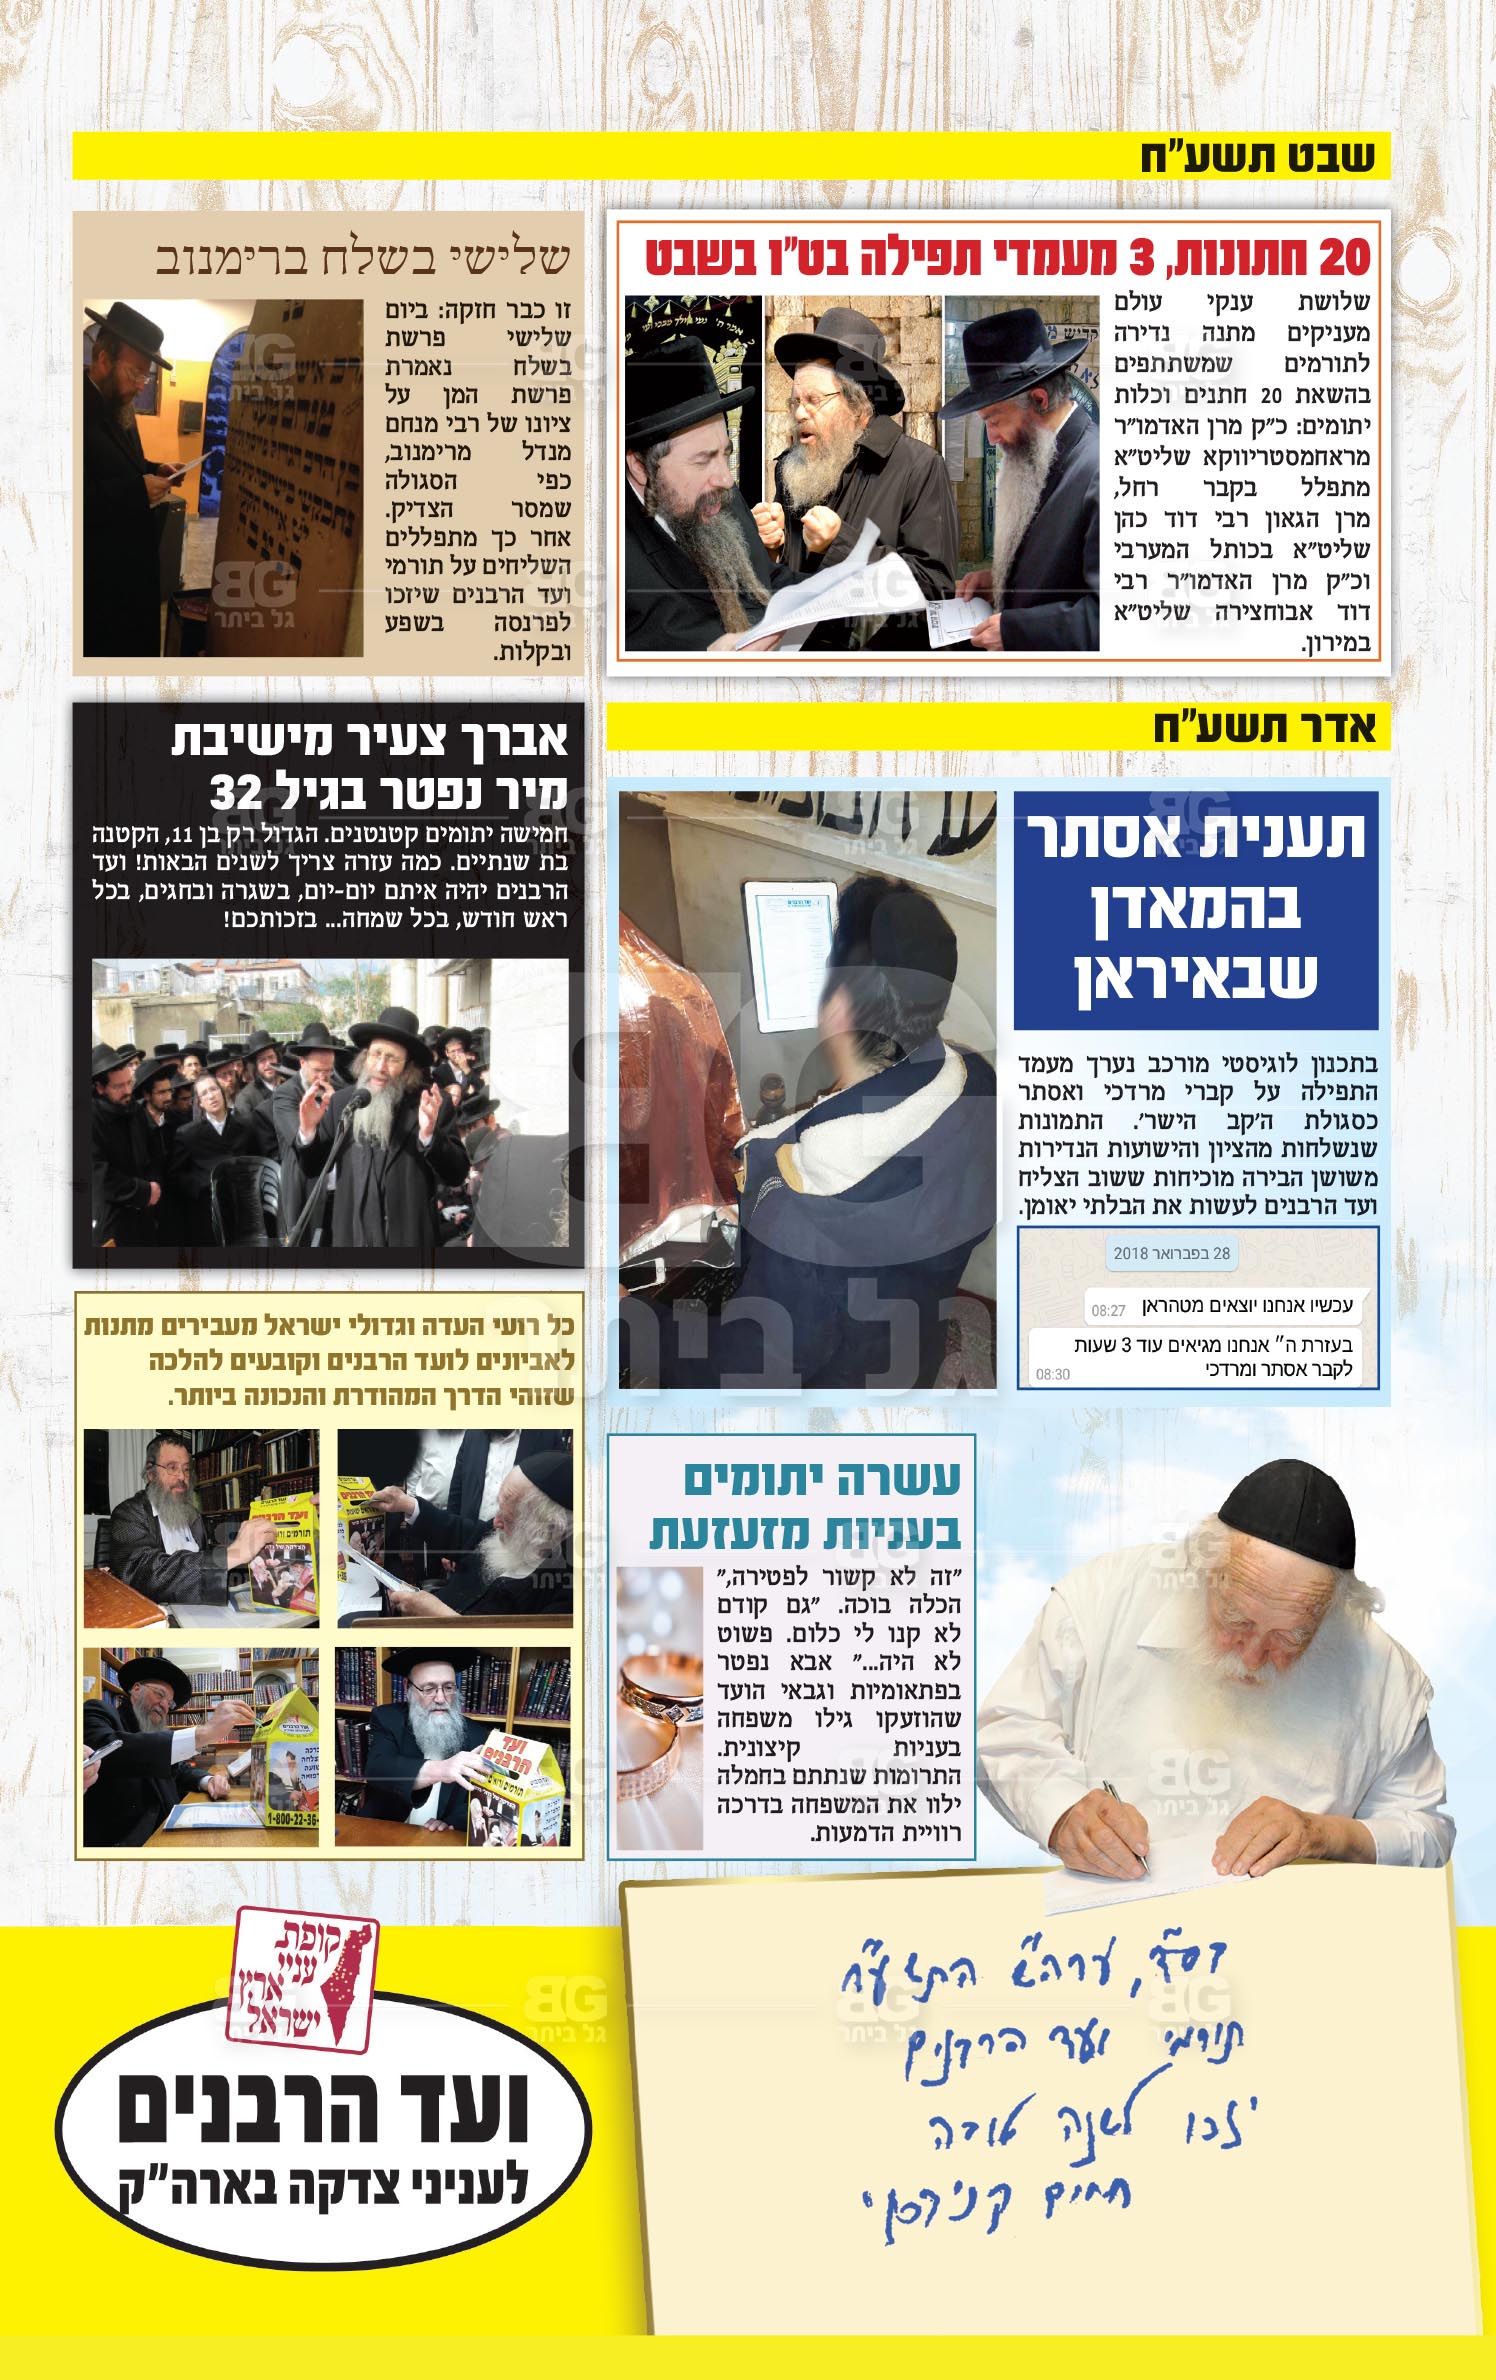 שבט תשע"ח
20 חתונות, 3 מעמדי תפילה בט"ו בשבט
שלושת ענקי עולם
מעניקים מתנה נדירה
לתורמים שמשתתפים
בהשאת 20 חתנים וכלות
יתומים: כ"ק מרן האדמו"ר
מראחמסטריווקא שליט"א
מתפלל בקבר רחל,
מרן הגאון רבי דוד כהן
שליט"א בכותל המערבי
וכ"ק מרן האדמו"ר רבי
דוד אבוחצירה שליט"א
במירון.
שלישי בשלח ברימנוב
זו כבר חזקה: ביום
שלישי פרשת
בשלח נאמרת
פרשת המן על
ציונו של רבי מנחם
מנדל מרימנוב,
כפי הסגולה
שמסר הצדיק.
אחר כך מתפללים
השליחים על תורמי
ועד הרבנים שיזכו
לפרנסה בשפע
ובקלות.
אברך צעיר מישיבת
מיר נפטר בגיל 32
חמישה יתומים קטנטנים. הגדול רק בן 11, הקטנה
בת שנתיים. כמה עזרה צריך לשנים הבאות! ועד
הרבנים יהיה איתם יום-יום, בשגרה ובחגים, בכל
ראש חודש, בכל שמחה... בזכותכם!
אדר תשע"ח
תענית אסתר
בהמאדן
שבאיראן
בתכנון לוגיסטי מורכב נערך מעמד
התפילה על קברי מרדכי ואסתר
כסגולת ה'קב הישר'. התמונות
שנשלחות מהציון והישועות הנדירות
משושן הבירה מוכיחות ששוב הצליח
ועד הרבנים לעשות את הבלתי יאומן.
28 בפברואר 2018
עכשיו אנחנו יוצאים מטהראן 08:27
בעזרת ה״ אנחנו מגיאים עוד 3 שעות
לקבר אסתר ומרדכי 08:30
כל רועי העדה וגדולי ישראל מעבירים מתנות
לאביונים לועד הרבנים וקובעים להלכה
שזוהי הדרך המהודרת והנכונה ביותר.
ועד הרבנים
ועד
הרבנים
1-800-22-36-
עשרה יתומים
בעניות מזעזעת
"זה לא קשור לפטירה,"
הכלה בוכה. "גם קודם
לא קנו לי כלום. פשוט
לא היה..." אבא נפטר
בפתאומיות וגבאי הועד
שהוזעקו גילו משפחה
בעניות קיצונית.
התרומות שנתתם בחמלה
ילוו את המשפחה בדרכה
רוויית הדמעות.
בס"ד, ערה"א התשע"ח
תורמי ועד הרבנים
יזכו לשנה טובה
חיים קניבסקי
קופת
עניי
ארץ
ישראל
ועד הרבנים
לעניני צדקה בארה"ק
BG
גל ביתר